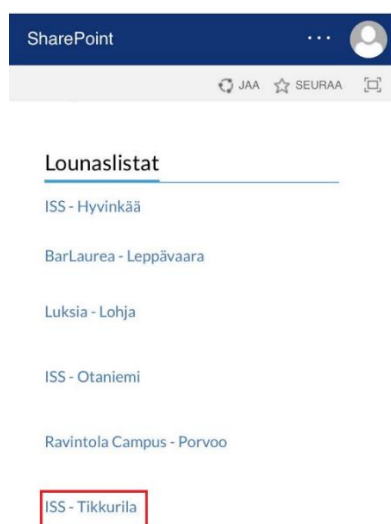 SharePoint ...
JAA SEURAA
Lounaslistat
ISS - Hyvinkää
BarLaurea - Leppävaara
Luksia - Lohja
ISS - Otaniemi
Ravintola Campus - Porvoo
ISS - Tikkurila